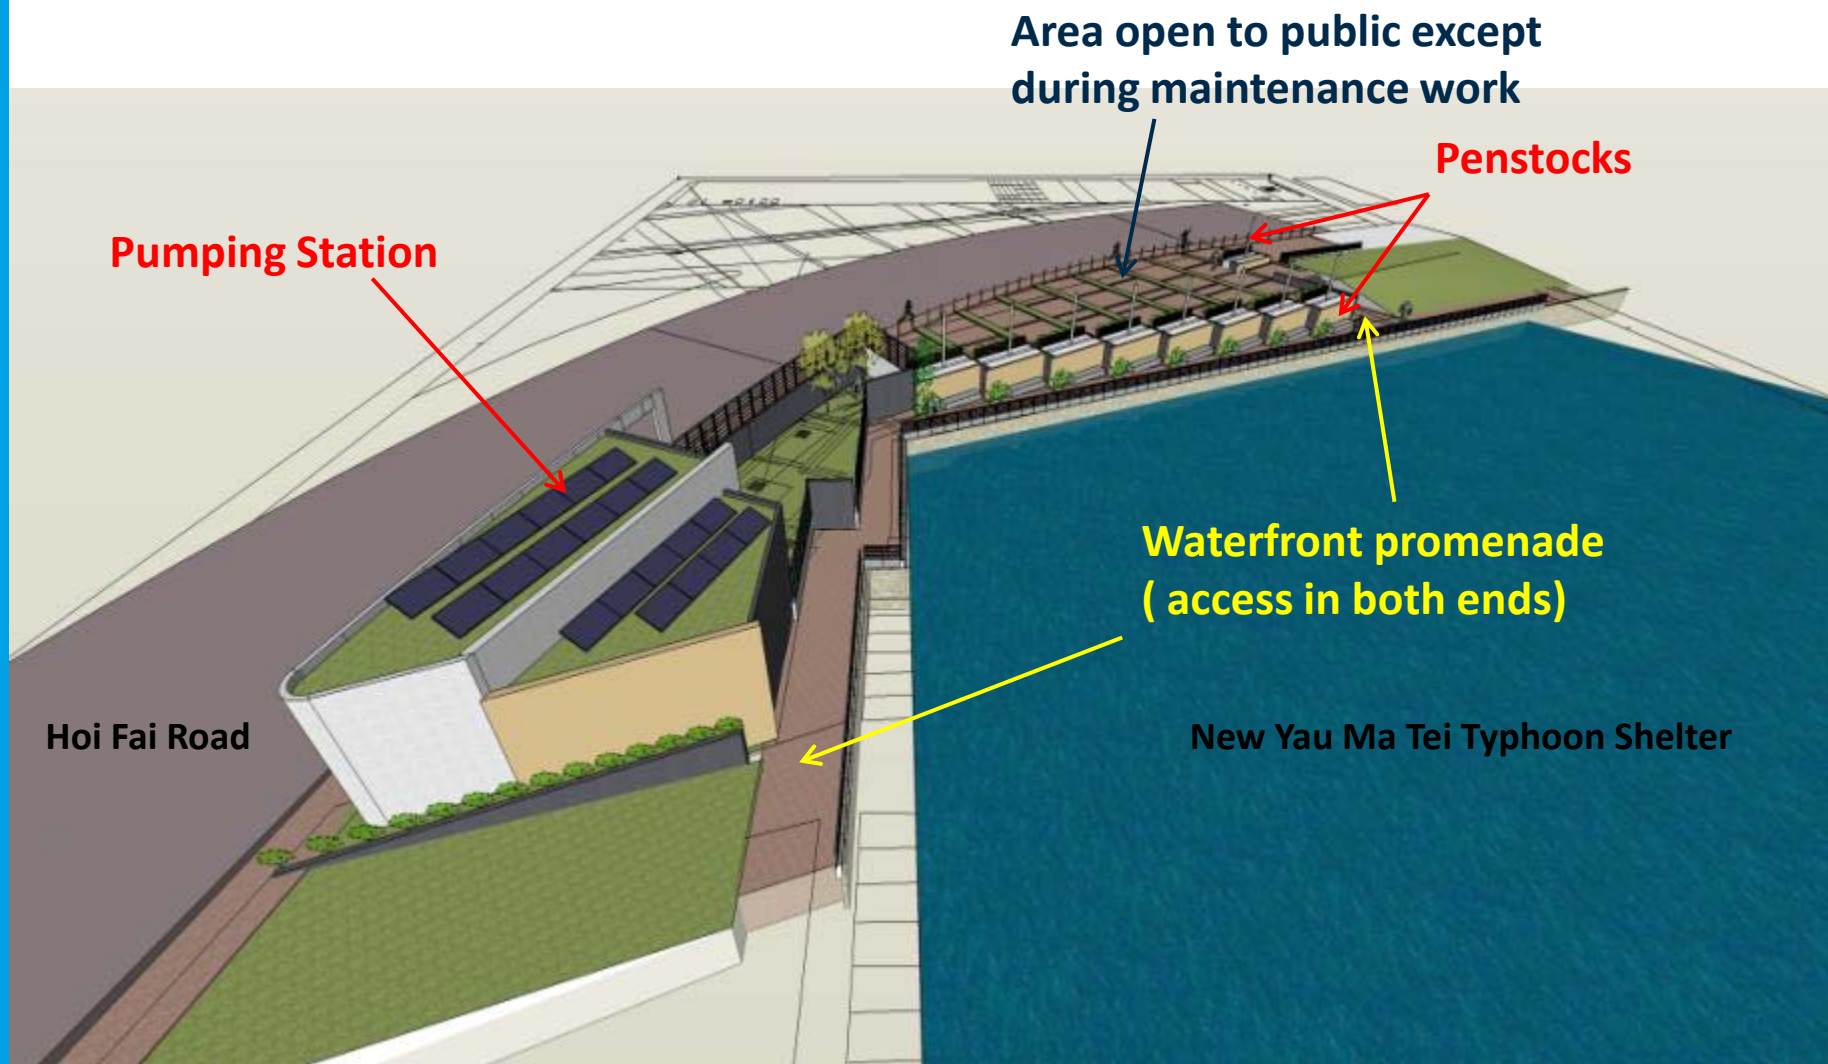 Area open to public except
during maintenance work
Penstocks
Pumping Station
Waterfront promenade
( access in both ends)
Hoi Fai Road
New Yau Ma Tei Typhoon Shelter